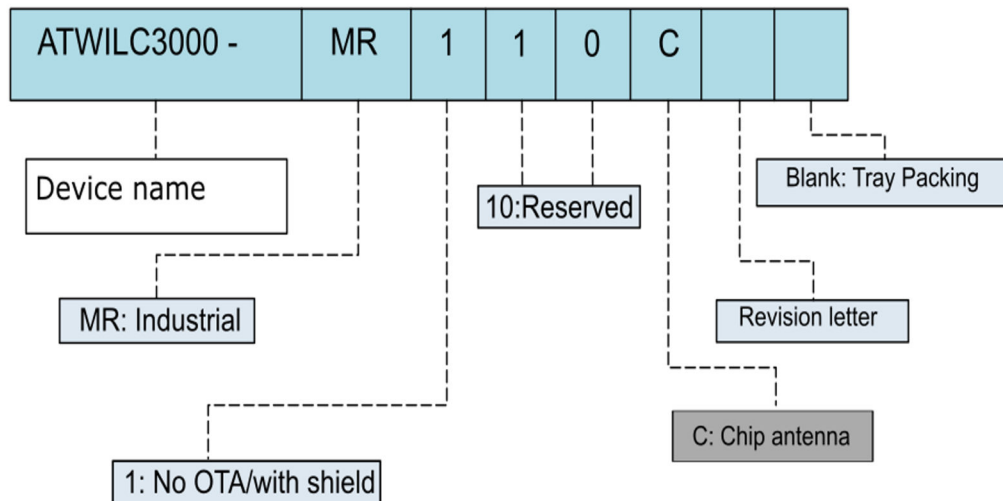 ATWILC3000 - MR 1 1 0 C
Device name
10:Reserved
Blank: Tray Packing
MR: Industrial
Revision letter
C: Chip antenna
1: No OTA/with shield